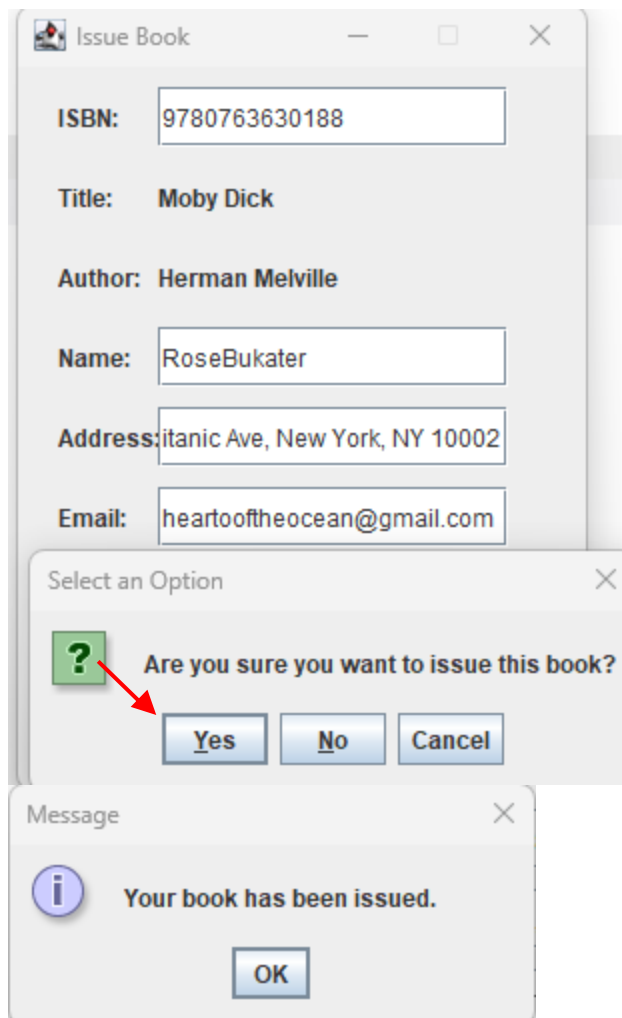 Issue Book
ISBN: 9780763630188
Title: Moby Dick
Author: Herman Melville
Name: RoseBukater
Address: itanic Ave, New York, NY 10002
Email: heartooftheocean@gmail.com
Select an Option
? Are you sure you want to issue this book?
Yes No Cancel
Message
i Your book has been issued.
OK